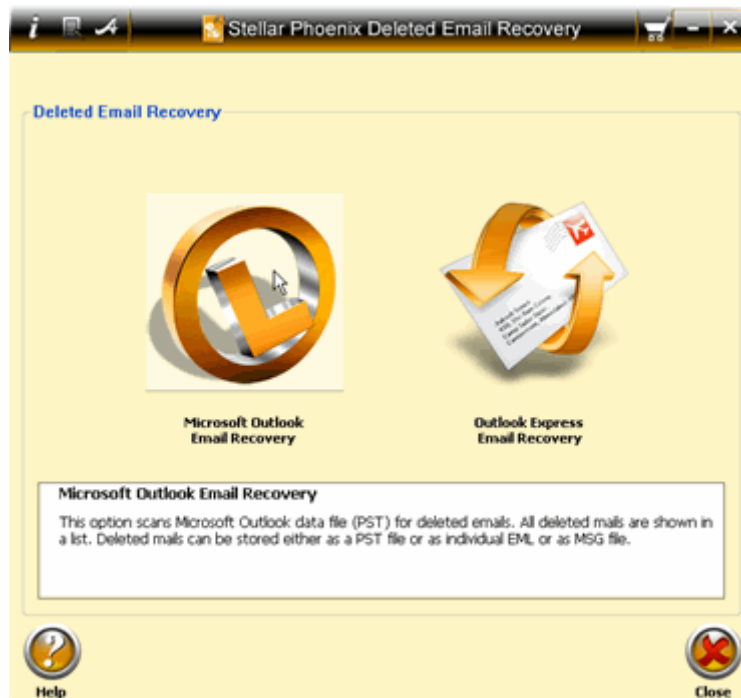 Stellar Phoenix Deleted Email Recovery
Deleted Email Recovery
Microsoft Outlook
Email Recovery
Outlook Express
Email Recovery
Microsoft Outlook Email Recovery
This option scans Microsoft Outlook data file (PST) for deleted emails. All deleted mails are shown in
a list. Deleted mails can be stored either as a PST file or as individual EML or as MSG file.
Help
Close